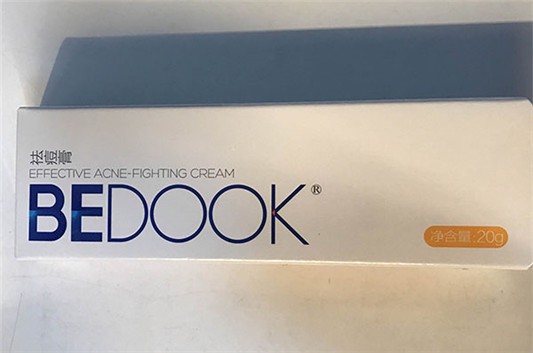 祛痘膏
EFFECTIVE ACNE-FIGHTING CREAM
BEDOOK®
净含量:20g